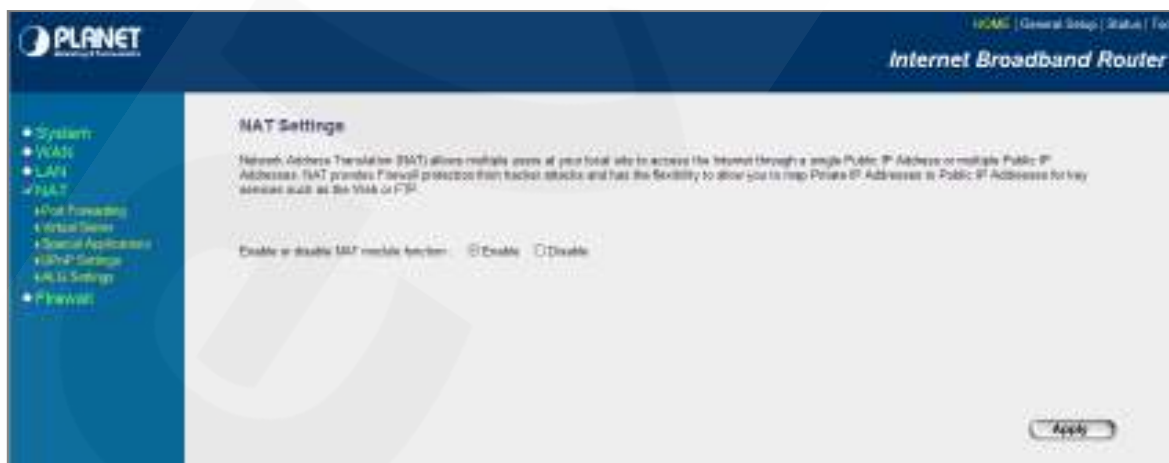 PLANET
Networking & Communication
HOME | General Setup | Status |
Internet Broadband Router
System
WAN
LAN
NAT
Port Forwarding
Virtual Server
Special Applications
UPnP Settings
ALG Settings
Firewall
NAT Settings
Network Address Translation (NAT) allows multiple users at your local site to access the Internet through a single Public IP Address or multiple Public IP
Addresses. NAT provides Firewall protection from hacker attacks and has the flexibility to allow you to map Private IP Addresses to Public IP Addresses for key
services such as the Web or FTP.
Enable or disable NAT module function : Enable Disable
Apply